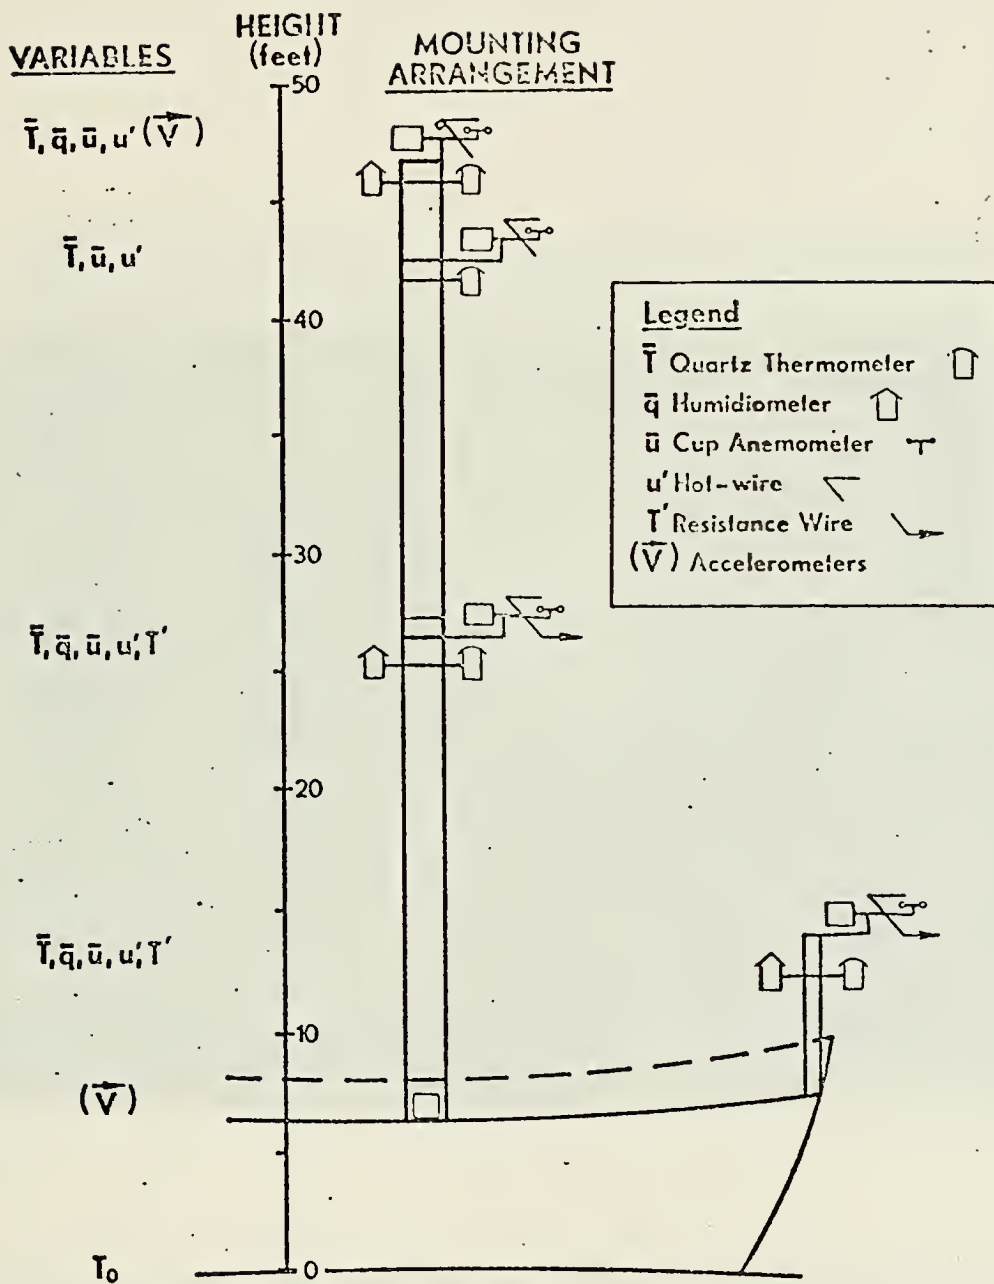 VARIABLES
HEIGHT
(feet)
MOUNTING
ARRANGEMENT
50
T̄, q̄, ū, u' (V⃗)
T̄, ū, u'
40
Legend
T̄ Quartz Thermometer
q̄ Humidiometer
ū Cup Anemometer
u' Hot-wire
T' Resistance Wire
(V⃗) Accelerometers
30
T̄, q̄, ū, u', T'
20
T̄, q̄, ū, u', T'
10
(V⃗)
T₀
0